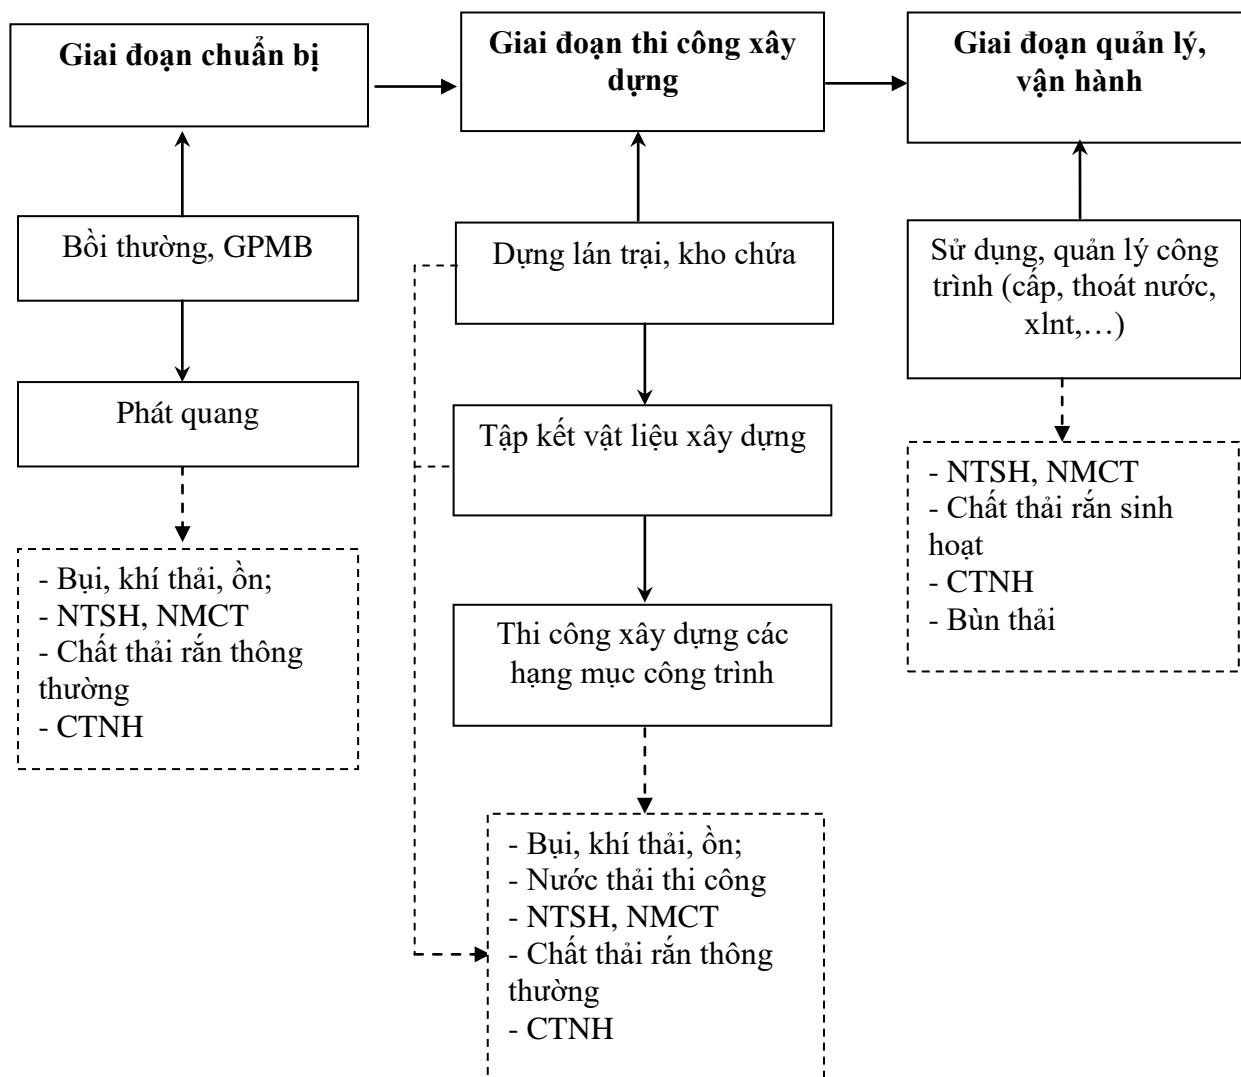 Giai đoạn chuẩn bị
Giai đoạn thi công xây
dựng
Giai đoạn quản lý,
vận hành
Bồi thường, GPMB
Dựng lán trại, kho chứa
Sử dụng, quản lý công
trình (cấp, thoát nước,
xlnt,…)
Phát quang
Tập kết vật liệu xây dựng
- NTSH, NMCT
- Chất thải rắn sinh
hoạt
- CTNH
- Bùn thải
- Bụi, khí thải, ồn;
- NTSH, NMCT
- Chất thải rắn thông
thường
- CTNH
Thi công xây dựng các
hạng mục công trình
- Bụi, khí thải, ồn;
- Nước thải thi công
- NTSH, NMCT
- Chất thải rắn thông
thường
- CTNH